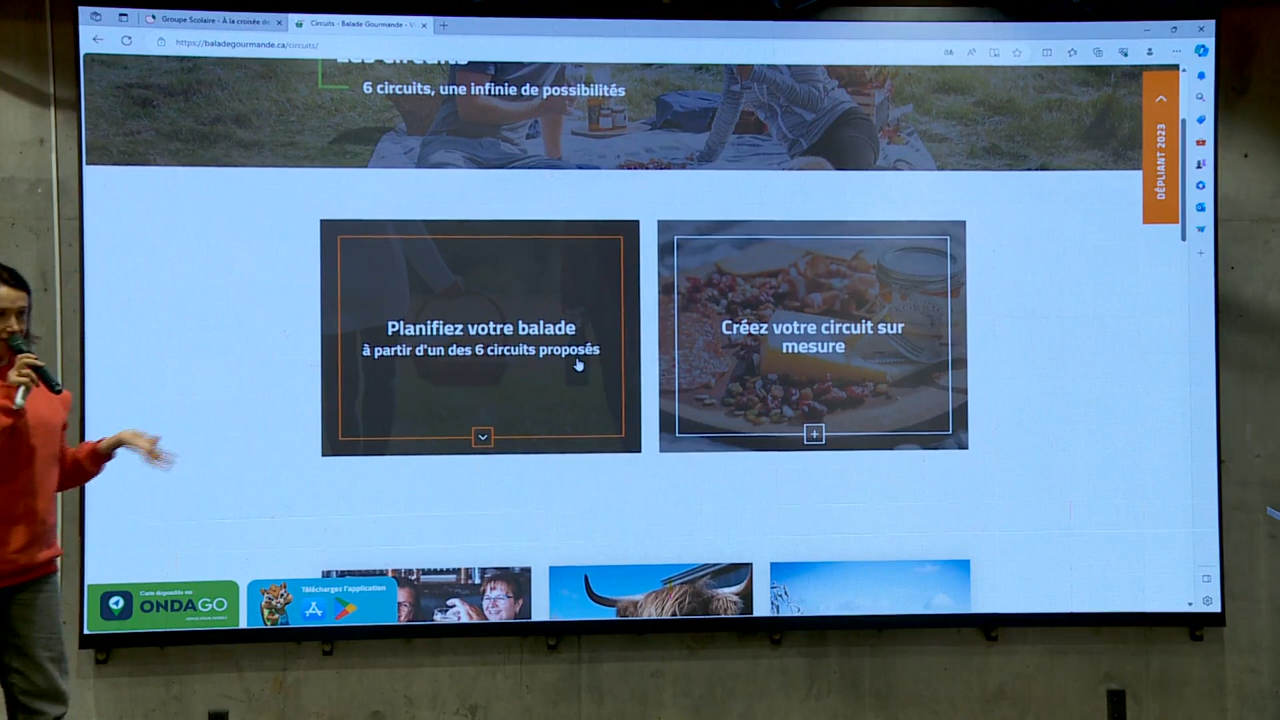 Groupe Scolaire - À la croisée de
Circuits - Balade Gourmande - V
https://baladegourmande.ca/circuits/
6 circuits, une infinie de possibilités
DÉPLIANT 2023
Planifiez votre balade
à partir d'un des 6 circuits proposés
Créez votre circuit sur
mesure
Carte disponible sur
ONDAGO
Téléchargez l'application